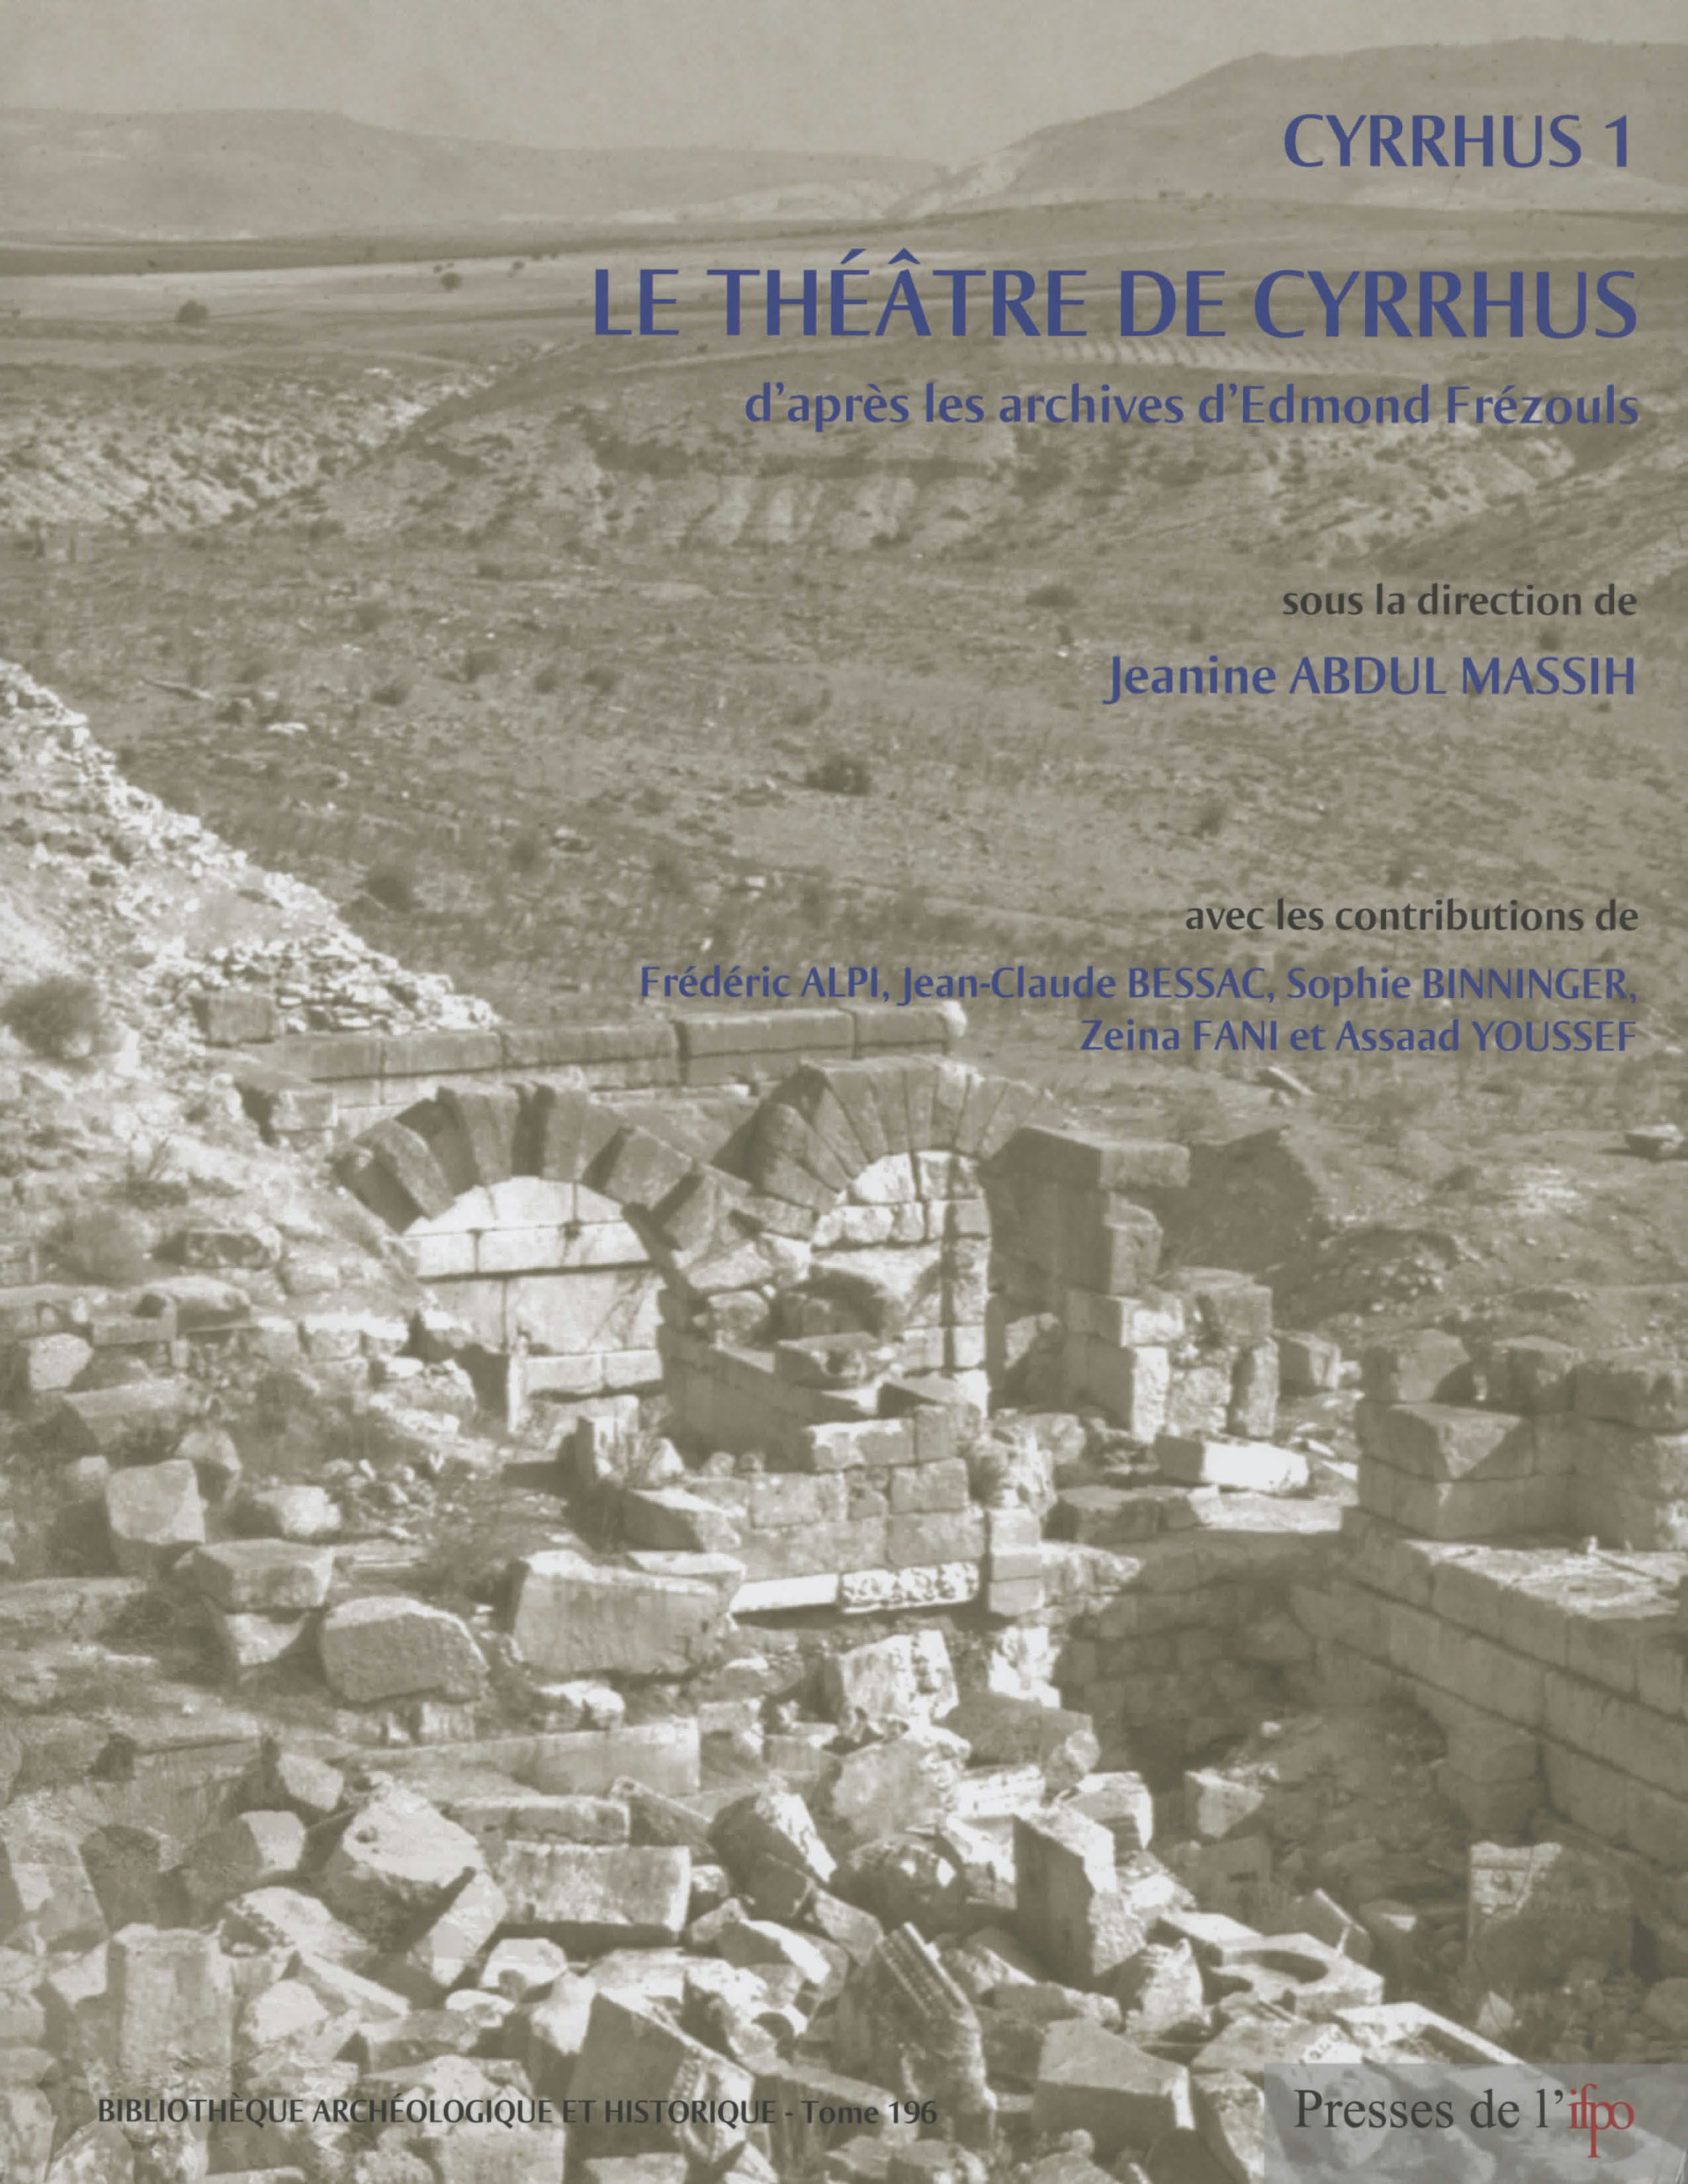 CYRRHUS 1
LE THÉÂTRE DE CYRRHUS
d'après les archives d'Edmond Frézouls
sous la direction de
Jeanine ABDUL MASSIH
avec les contributions de
Frédéric ALPI, Jean-Claude BESSAC, Sophie BINNINGER,
Zeina FANI et Assaad YOUSSEF
BIBLIOTHÈQUE ARCHÉOLOGIQUE ET HISTORIQUE - Tome 196
Presses de l'ifpo